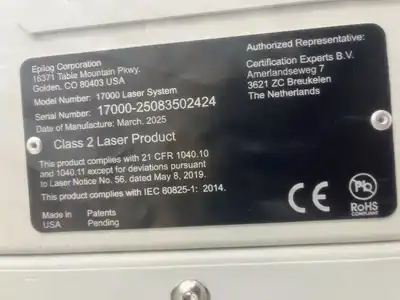 Epilog Corporation
16371 Table Mountain Pkwy.
Golden, CO 80403 USA
Model Number: 17000 Laser System
Serial Number: 17000-25083502424
Date of Manufacture: March, 2025
Class 2 Laser Product
This product complies with 21 CFR 1040.10
and 1040.11 except for deviations pursuant
to Laser Notice No. 56, dated May 8, 2019.
This product complies with IEC 60825-1: 2014.
Made in
USA
Patents
Pending
Authorized Representative:
Certification Experts B.V.
Amerlandseweg 7
3621 ZC Breukelen
The Netherlands
CE
Pb
RoHS
COMPLIANT